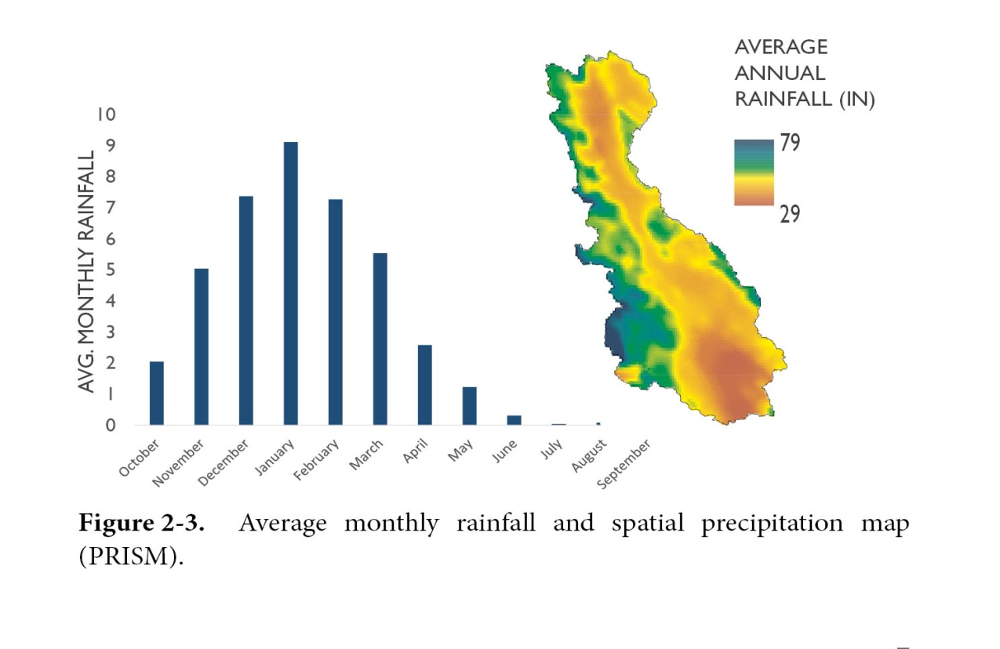 AVERAGE
ANNUAL
RAINFALL (IN)
79
29
AVG. MONTHLY RAINFALL
10
9
8
7
6
5
4
3
2
1
0
October
November
December
January
February
March
April
May
June
July
August
September
Figure 2-3. Average monthly rainfall and spatial precipitation map
(PRISM).